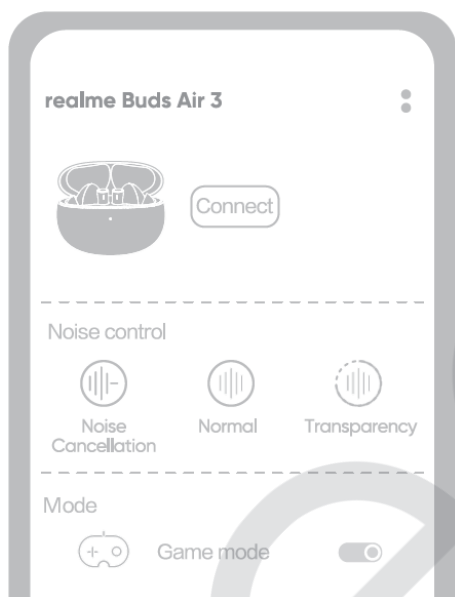 realme Buds Air 3
Connect
Noise control
Noise Cancellation
Normal
Transparency
Mode
Game mode